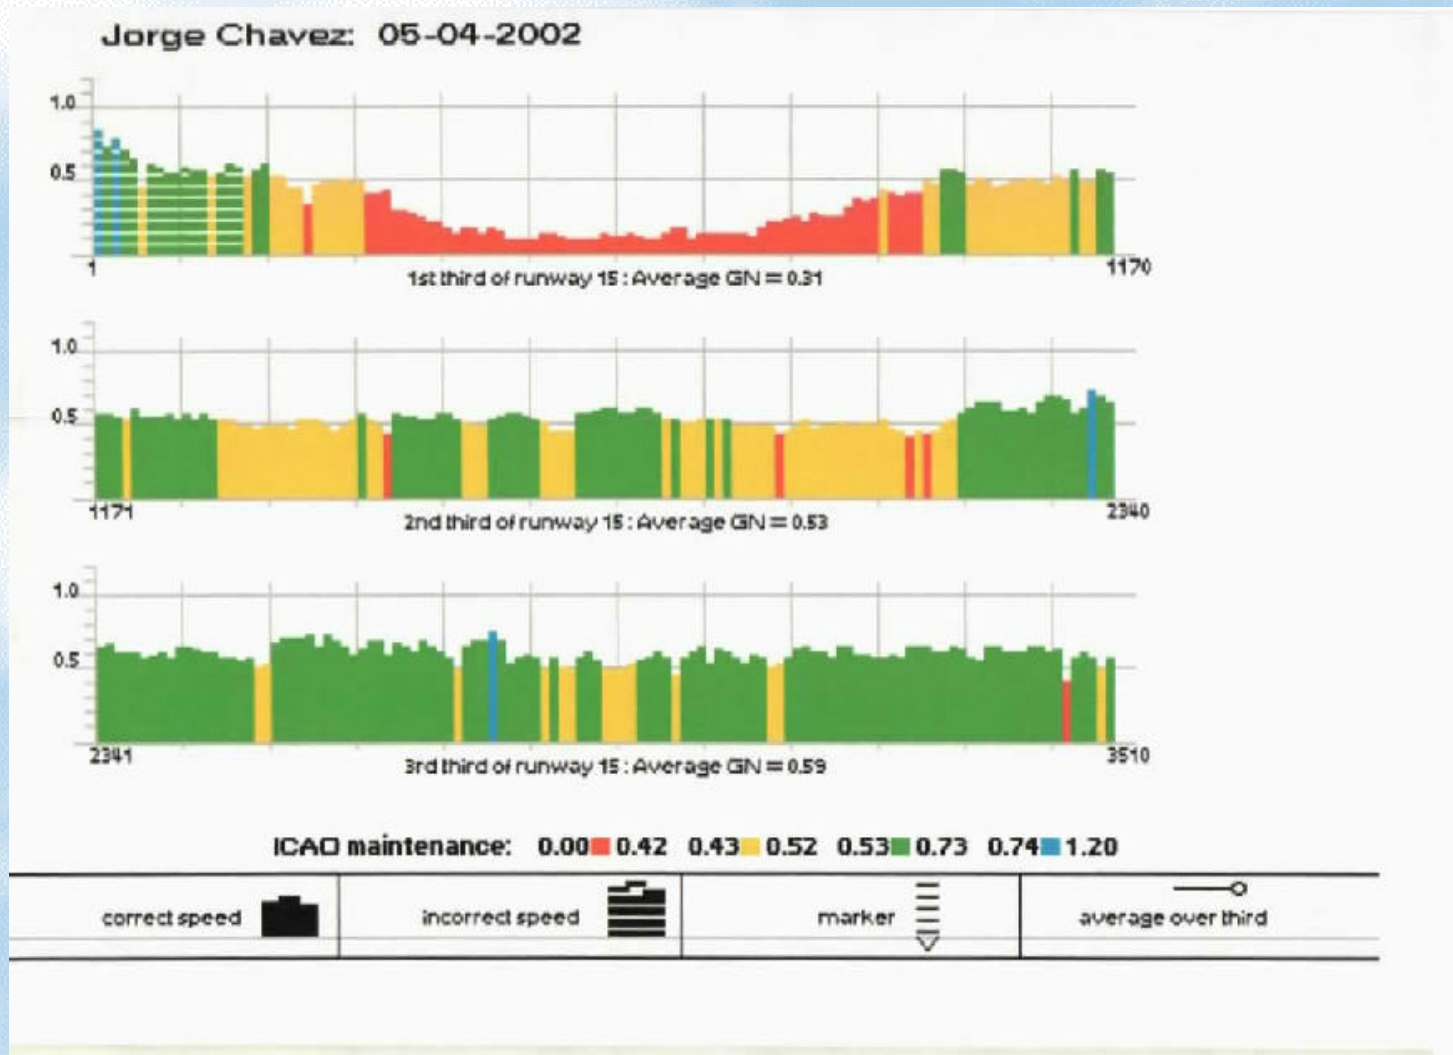 Jorge Chavez: 05-04-2002
1.0
0.5
1 1170
1st third of runway 15 : Average GN = 0.31
1.0
0.5
1171 2340
2nd third of runway 15 : Average GN = 0.53
1.0
0.5
2341 3510
3rd third of runway 15 : Average GN = 0.59
ICAO maintenance: 0.00 0.42 0.43 0.52 0.53 0.73 0.74 1.20
correct speed incorrect speed marker average over third